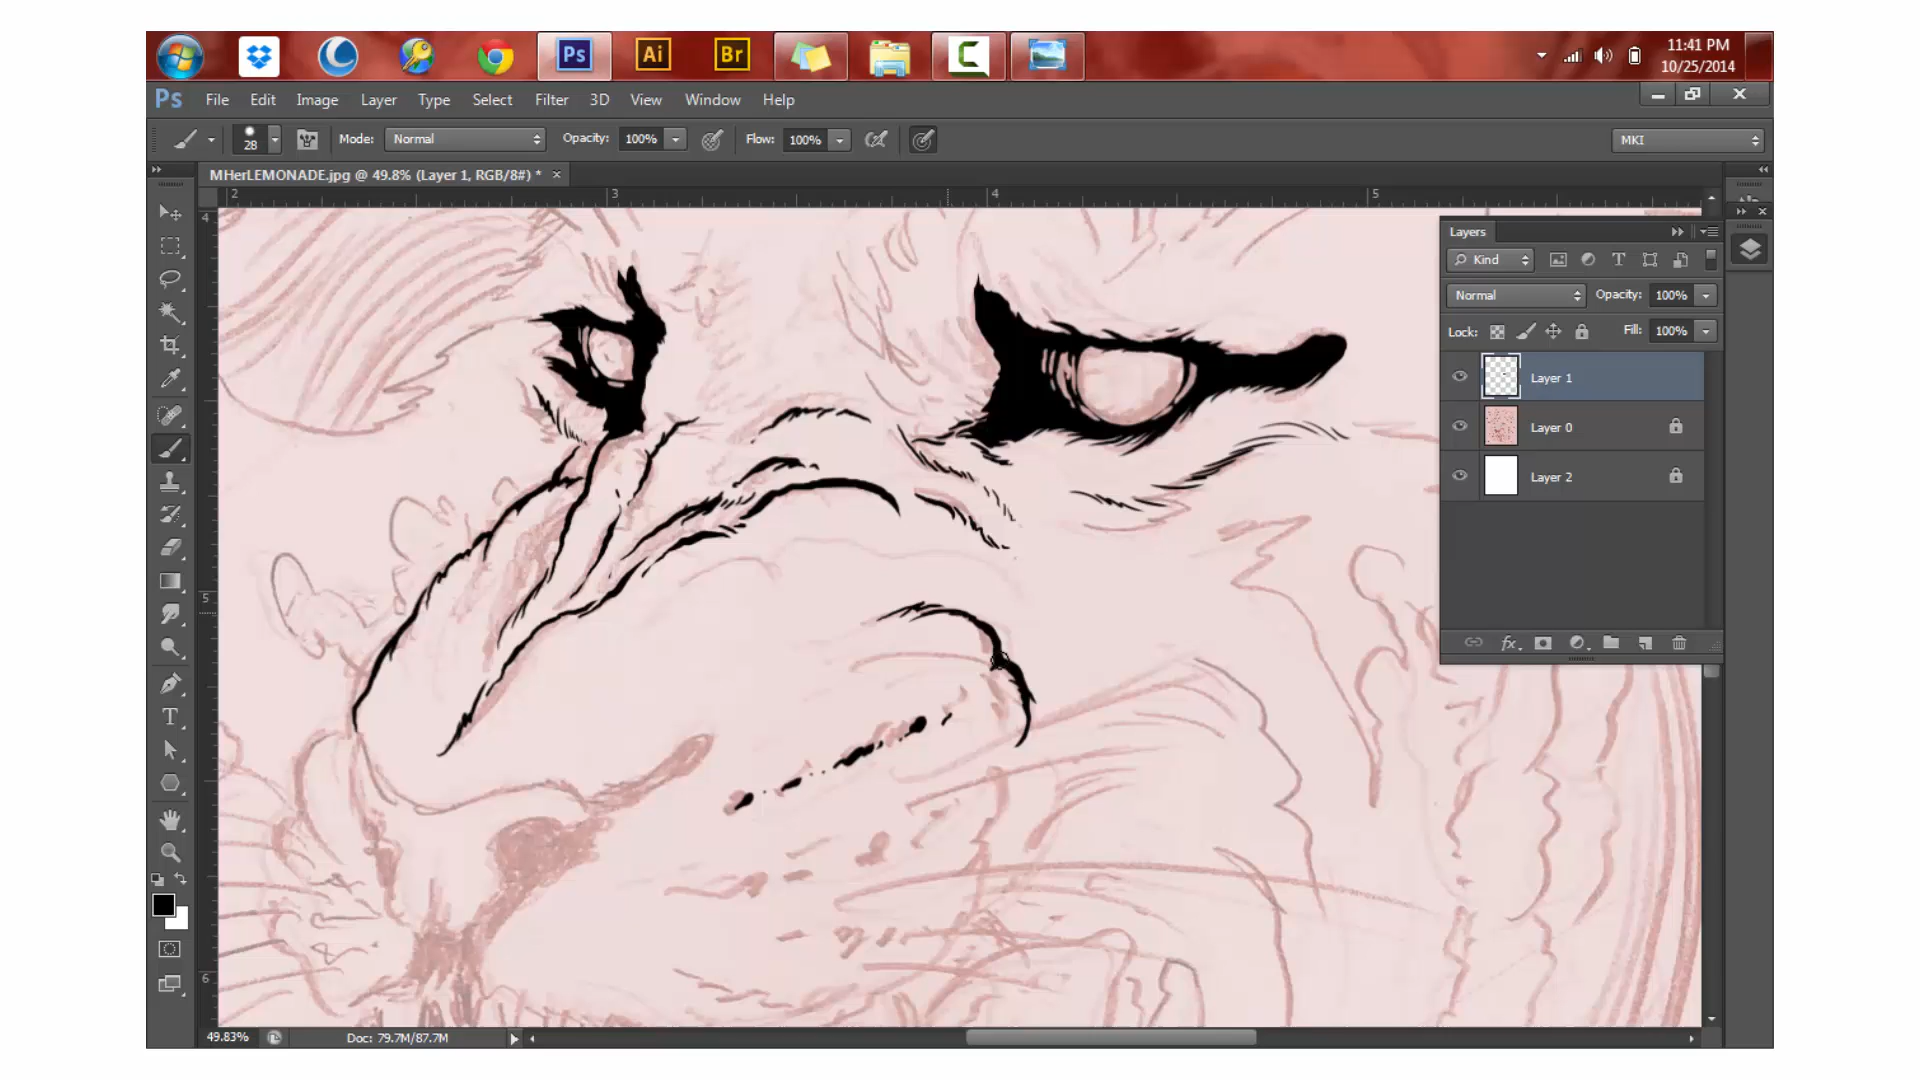 Ps Ai Br 11:41 PM
10/25/2014
Ps File Edit Image Layer Type Select Filter 3D View Window Help
28 Mode: Normal Opacity: 100% Flow: 100% MKI
MHerLEMONADE.jpg @ 49.8% (Layer 1, RGB/8#) *
2 3 4 5
4
5
6
Layers
Kind
Normal Opacity: 100%
Lock: Fill: 100%
Layer 1
Layer 0
Layer 2
fx
49.83% Doc: 79.7M/87.7M